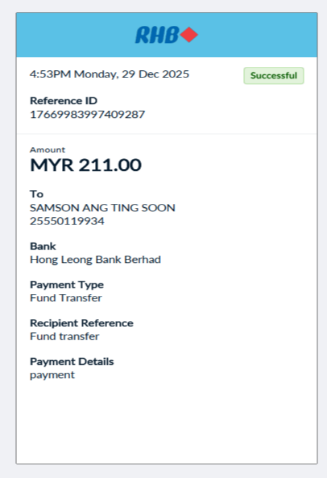 RHB
4:53PM Monday, 29 Dec 2025
Successful
Reference ID
17669983997409287
Amount
MYR 211.00
To
SAMSON ANG TING SOON
25550119934
Bank
Hong Leong Bank Berhad
Payment Type
Fund Transfer
Recipient Reference
Fund transfer
Payment Details
payment